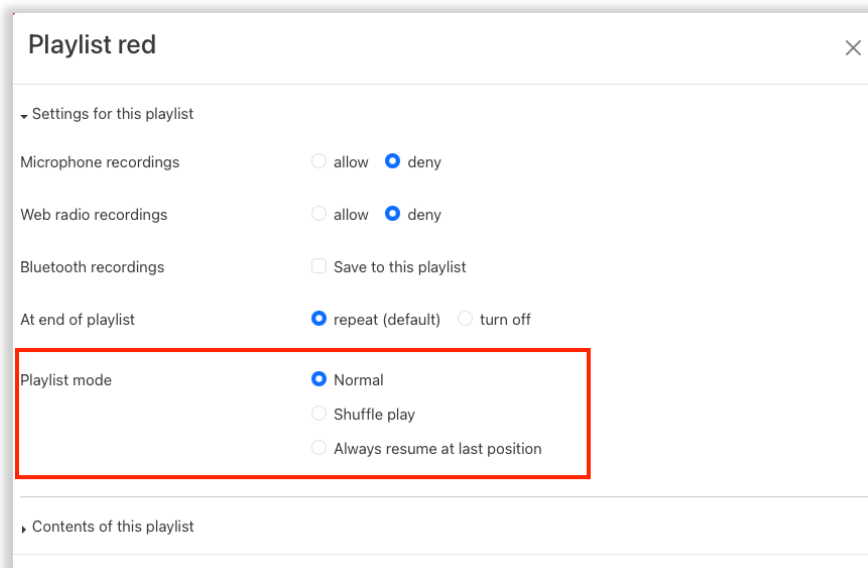 Playlist red
Settings for this playlist
Microphone recordings allow deny
Web radio recordings allow deny
Bluetooth recordings Save to this playlist
At end of playlist repeat (default) turn off
Playlist mode Normal
Shuffle play
Always resume at last position
Contents of this playlist